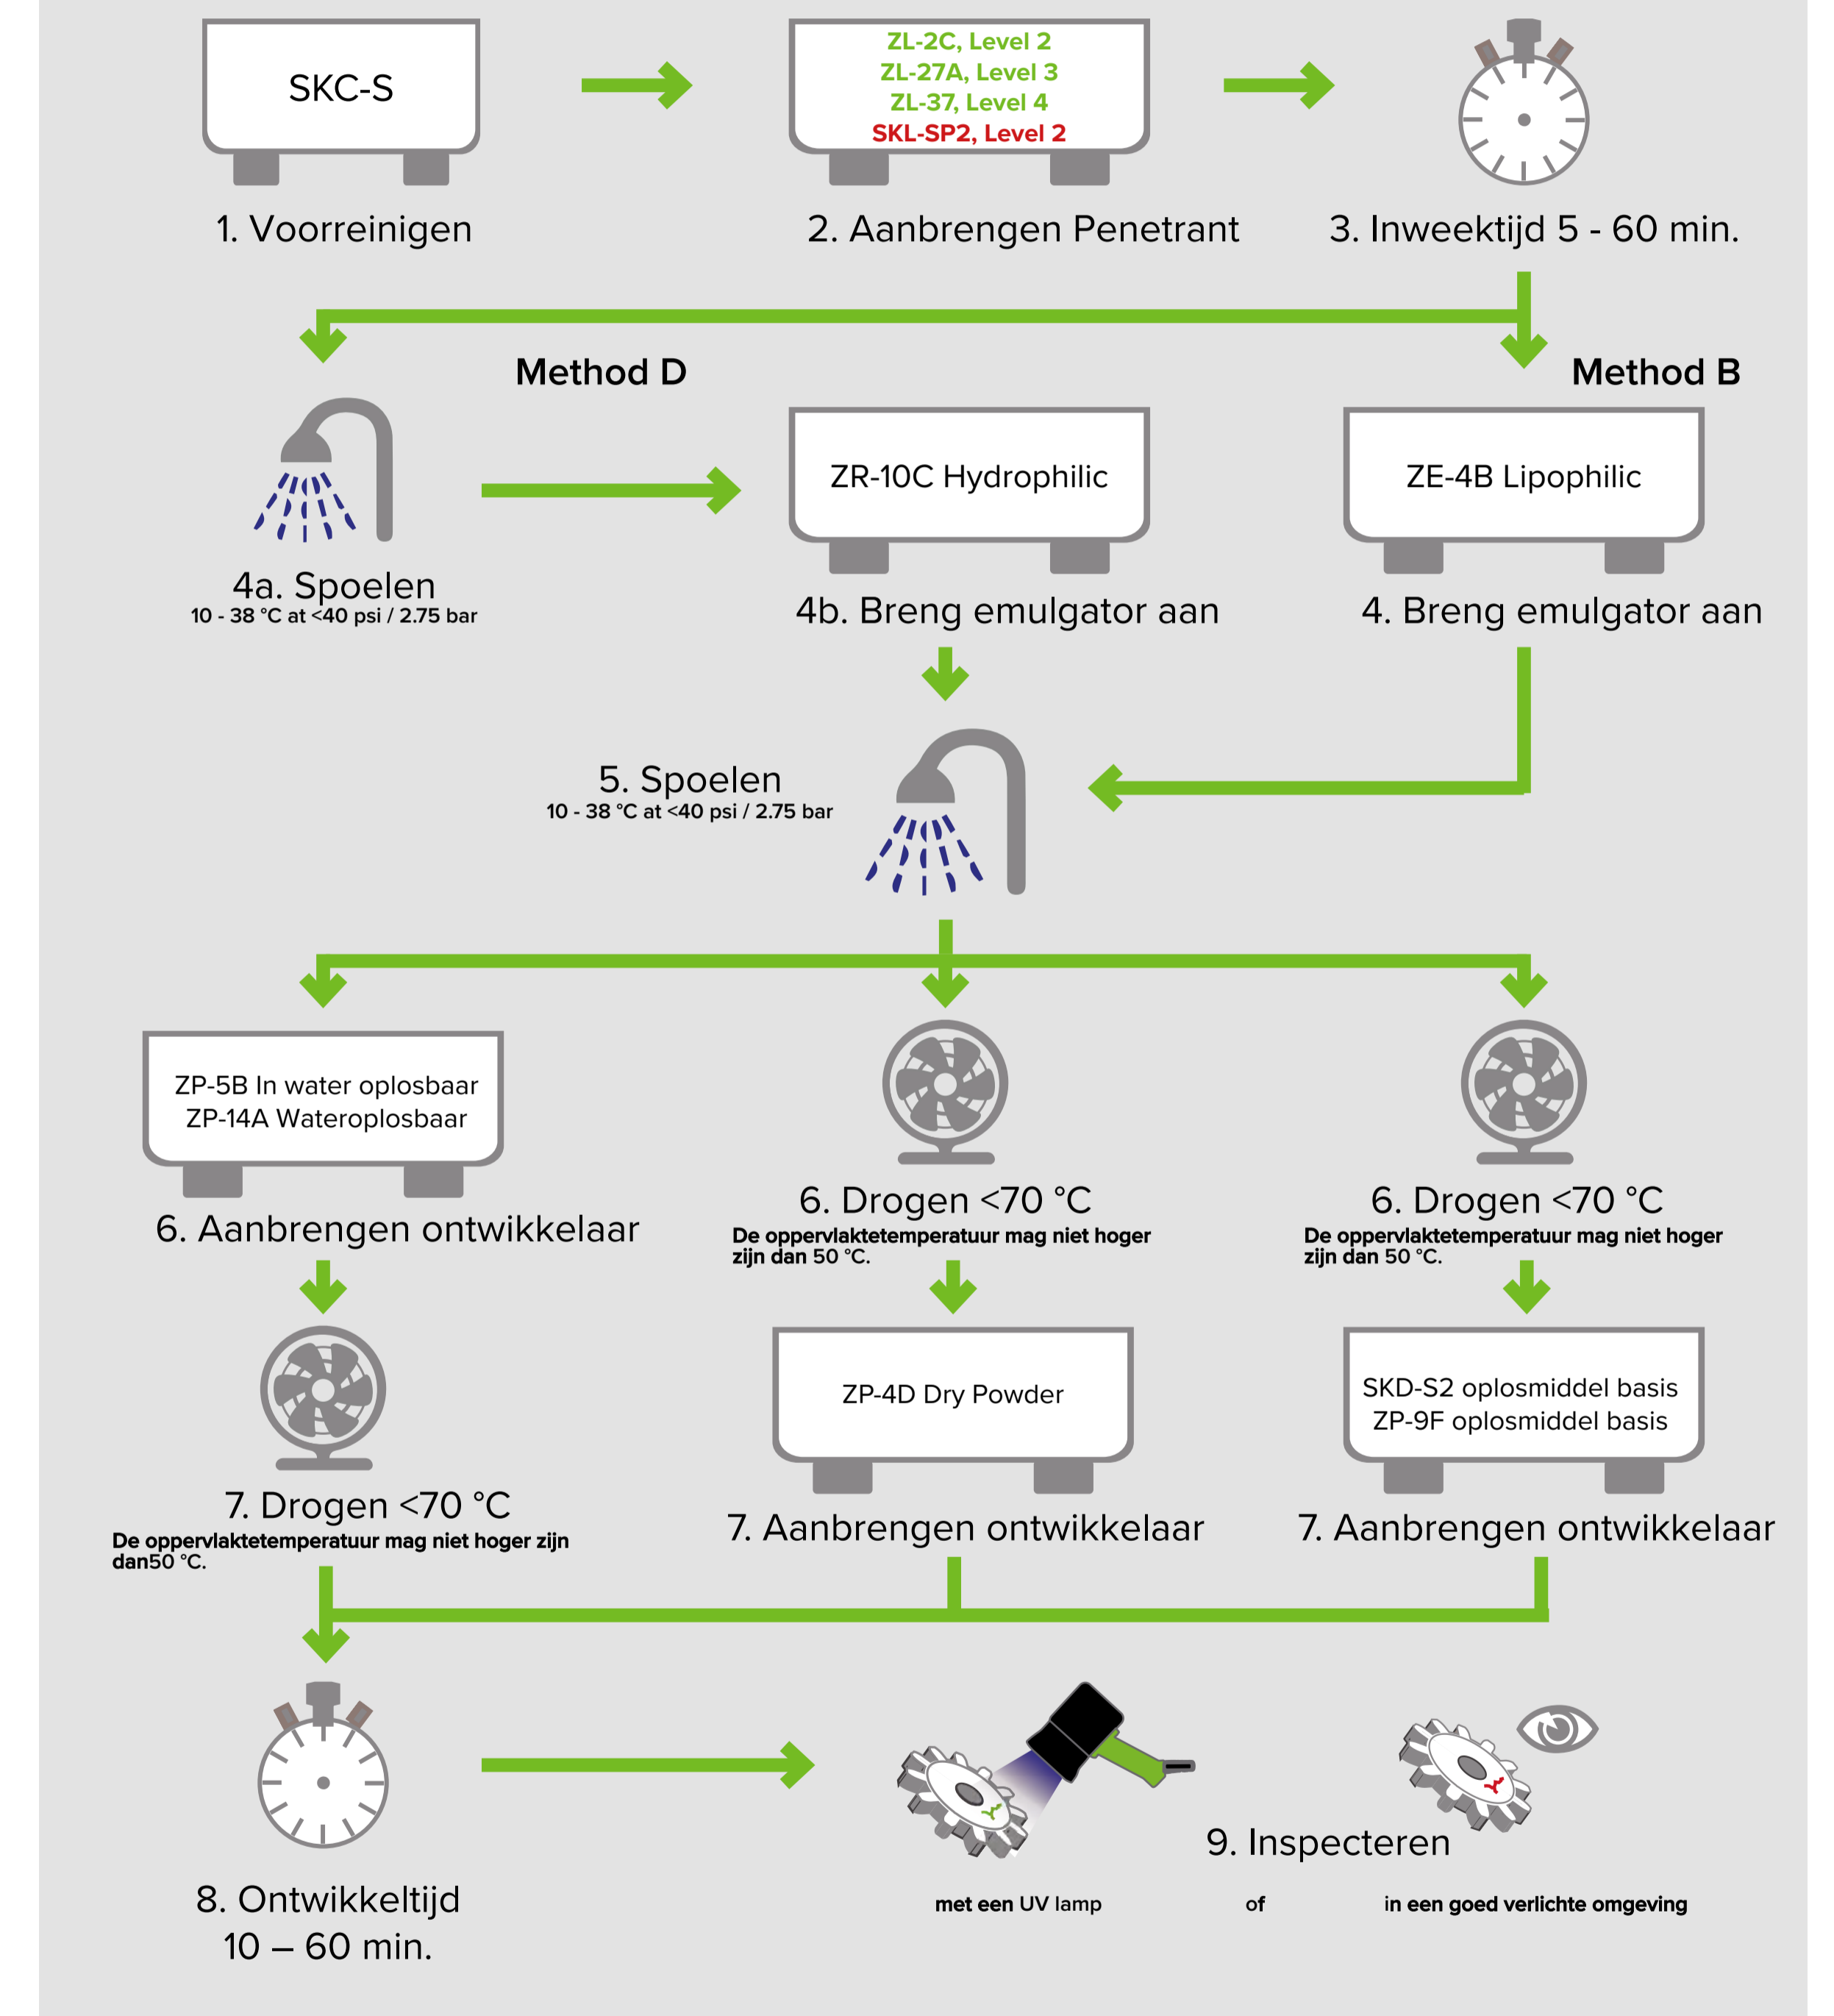 SKC-S
ZL-2C, Level 2
ZL-27A, Level 3
ZL-37, Level 4
SKL-SP2, Level 2
1. Voorreinigen
2. Aanbrengen Penetrant
3. Inweektijd 5 - 60 min.
Method D
Method B
ZR-10C Hydrophilic
ZE-4B Lipophilic
4a. Spoelen
10 - 38 °C at <40 psi / 2.75 bar
4b. Breng emulgator aan
4. Breng emulgator aan
5. Spoelen
10 - 38 °C at <40 psi / 2.75 bar
ZP-5B In water oplosbaar
ZP-14A Wateroplosbaar
6. Aanbrengen ontwikkelaar
6. Drogen <70 °C
De oppervlaktetemperatuur mag niet hoger
zijn dan 50 °C.
6. Drogen <70 °C
De oppervlaktetemperatuur mag niet hoger
zijn dan 50 °C.
ZP-4D Dry Powder
SKD-S2 oplosmiddel basis
ZP-9F oplosmiddel basis
7. Drogen <70 °C
De oppervlaktetemperatuur mag niet hoger zijn
dan50 °C.
7. Aanbrengen ontwikkelaar
7. Aanbrengen ontwikkelaar
8. Ontwikkeltijd
10 – 60 min.
9. Inspecteren
met een UV lamp
of
in een goed verlichte omgeving